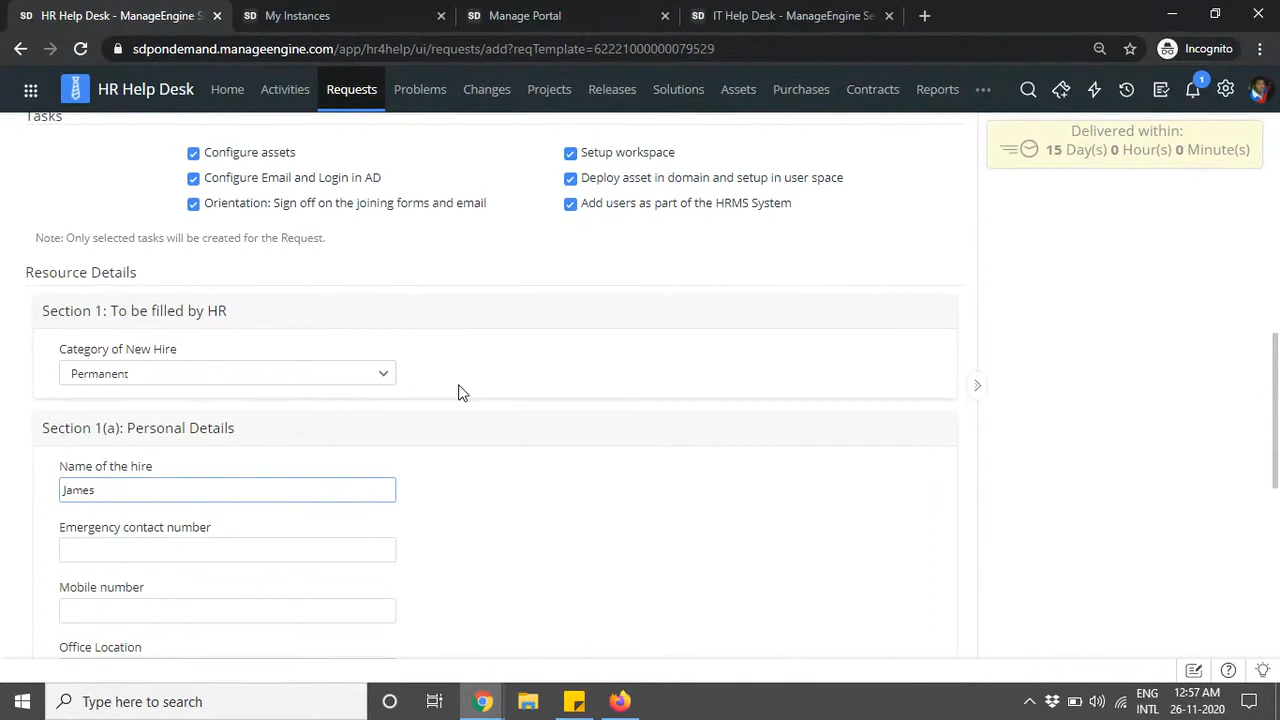 HR Help Desk - ManageEngine S
My Instances
Manage Portal
IT Help Desk - ManageEngine Se
sdpondemand.manageengine.com/app/hr4help/ui/requests/add?reqTemplate=62221000000079529
Incognito
HR Help Desk
Home
Activities
Requests
Problems
Changes
Projects
Releases
Solutions
Assets
Purchases
Contracts
Reports
1
Tasks
Configure assets
Setup workspace
Configure Email and Login in AD
Deploy asset in domain and setup in user space
Orientation: Sign off on the joining forms and email
Add users as part of the HRMS System
Note: Only selected tasks will be created for the Request.
Delivered within:
15 Day(s) 0 Hour(s) 0 Minute(s)
Resource Details
Section 1: To be filled by HR
Category of New Hire
Permanent
Section 1(a): Personal Details
Name of the hire
James
Emergency contact number
Mobile number
Office Location
Type here to search
ENG
INTL
12:57 AM
26-11-2020